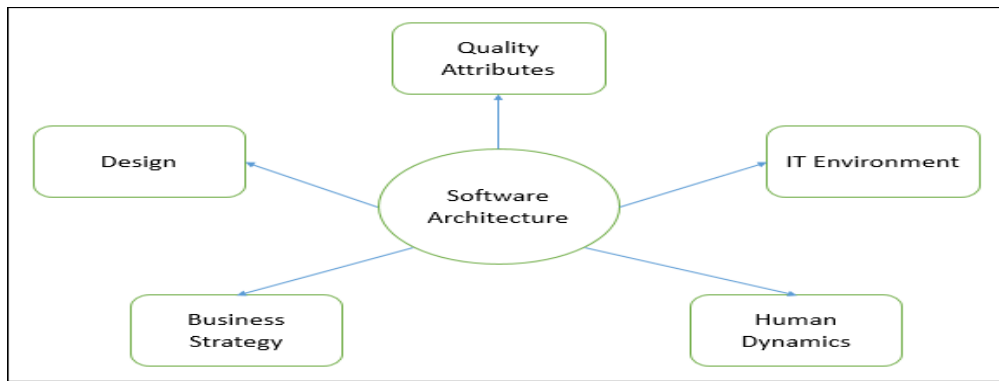 Quality
Attributes
Design
IT Environment
Software
Architecture
Business
Strategy
Human
Dynamics